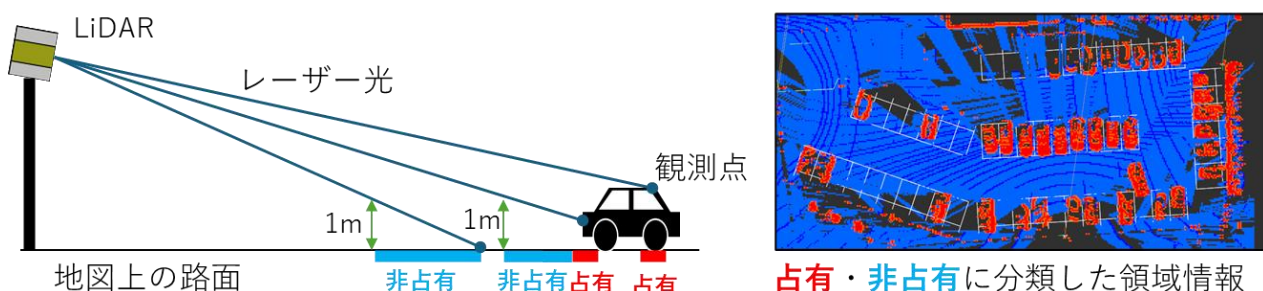 LiDAR
レーザー光
観測点
1m
1m
地図上の路面
非占有
非占有
占有
占有
占有・非占有に分類した領域情報